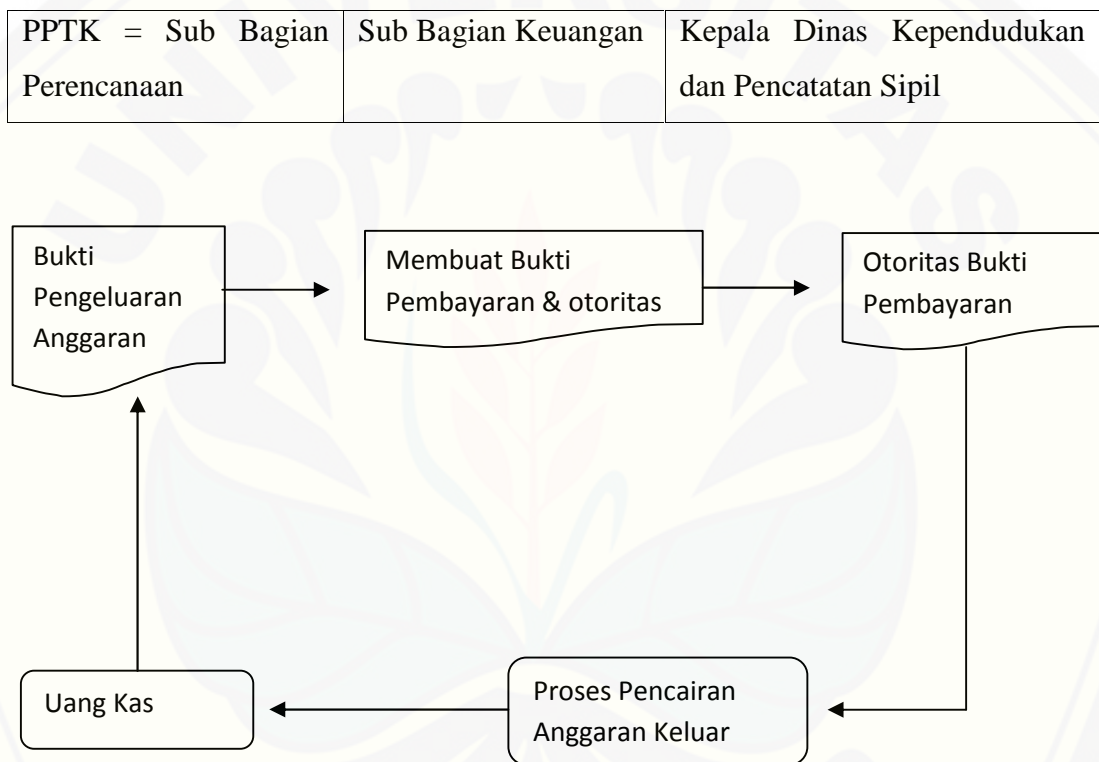 PPTK = Sub Bagian
Perencanaan
Sub Bagian Keuangan
Kepala Dinas Kependudukan
dan Pencatatan Sipil
Bukti
Pengeluaran
Anggaran
Membuat Bukti
Pembayaran & otoritas
Otoritas Bukti
Pembayaran
Uang Kas
Proses Pencairan
Anggaran Keluar